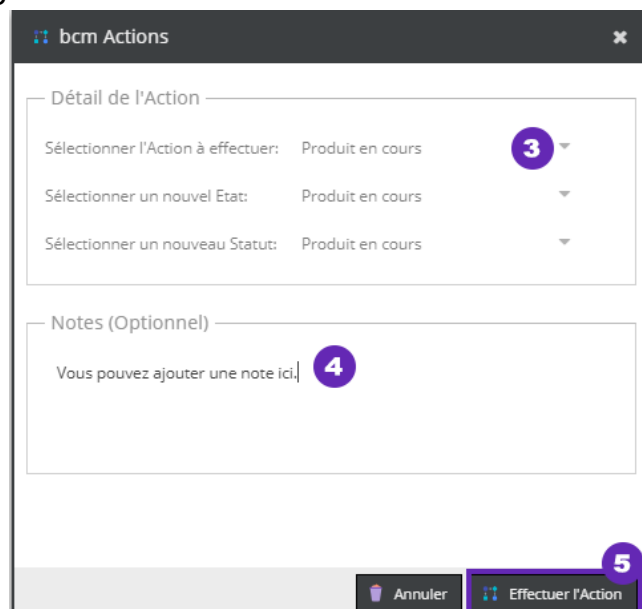 bcm Actions
Détail de l'Action
Sélectionner l'Action à effectuer: Produit en cours 3
Sélectionner un nouvel Etat: Produit en cours
Sélectionner un nouveau Statut: Produit en cours
Notes (Optionnel)
Vous pouvez ajouter une note ici. 4
5
Annuler Effectuer l'Action